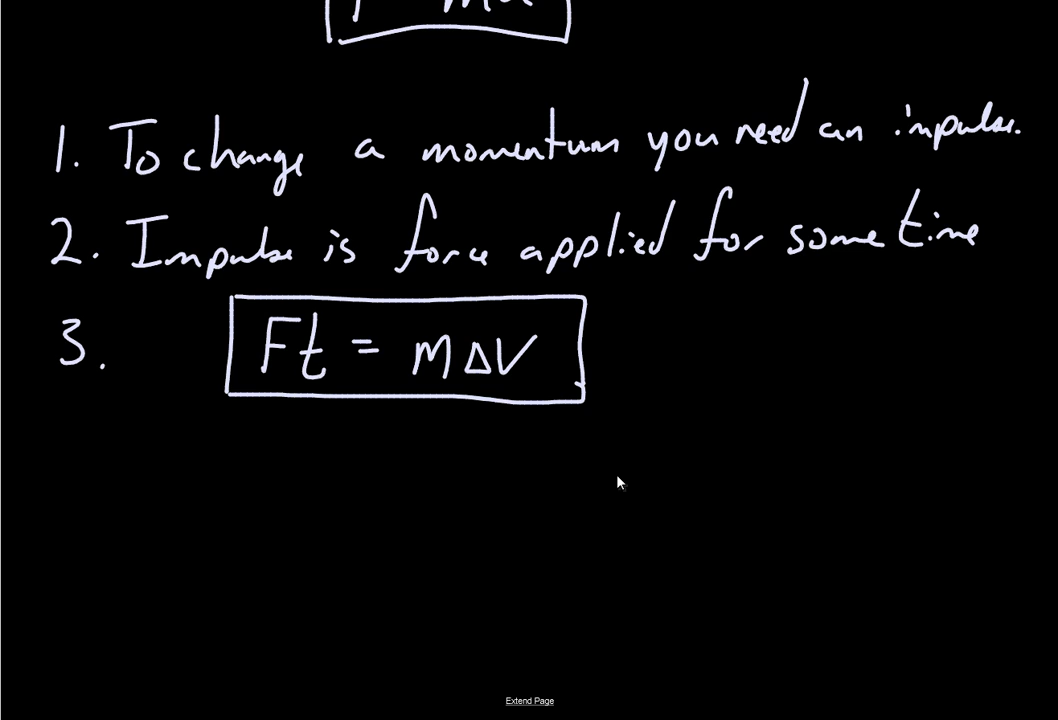 1. To change a momentum you need an impulse.
2. Impulse is force applied for some time
3. Ft = m△V
Extend Page